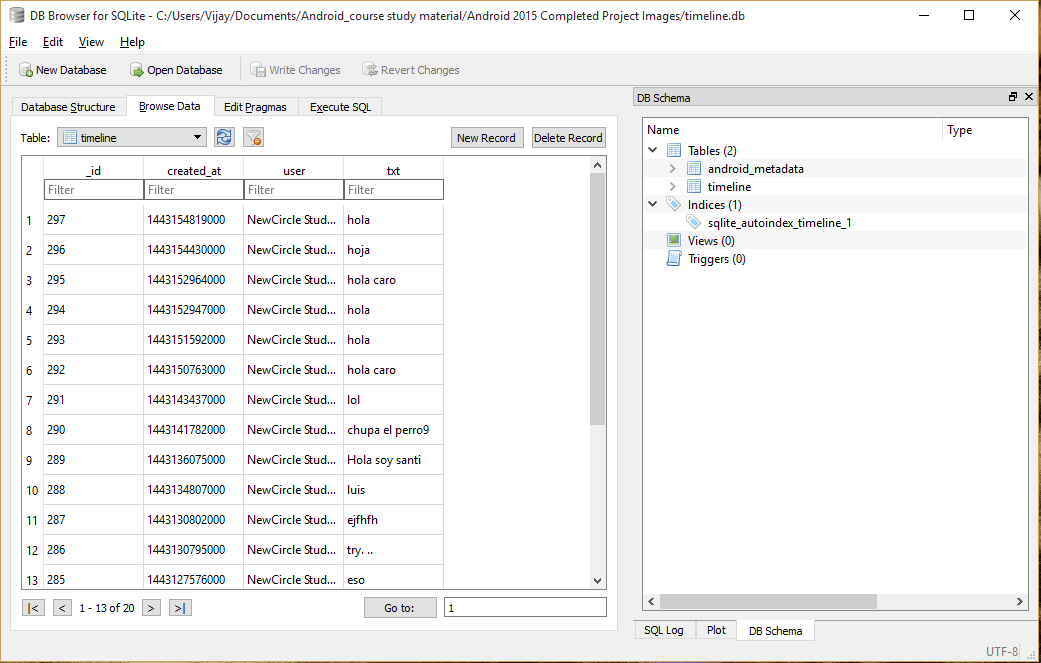 DB Browser for SQLite - C:/Users/Vijay/Documents/Android_course study material/Android 2015 Completed Project Images/timeline.db
File Edit View Help
New Database Open Database Write Changes Revert Changes
Database Structure Browse Data Edit Pragmas Execute SQL
Table: timeline New Record Delete Record
_id created_at user txt
Filter Filter Filter Filter
1 297 1443154819000 NewCircle Stud... hola
2 296 1443154430000 NewCircle Stud... hoja
3 295 1443152964000 NewCircle Stud... hola caro
4 294 1443152947000 NewCircle Stud... hola
5 293 1443151592000 NewCircle Stud... hola
6 292 1443150763000 NewCircle Stud... hola caro
7 291 1443143437000 NewCircle Stud... lol
8 290 1443141782000 NewCircle Stud... chupa el perro9
9 289 1443136075000 NewCircle Stud... Hola soy santi
10 288 1443134807000 NewCircle Stud... luis
11 287 1443130802000 NewCircle Stud... ejfhfh
12 286 1443130795000 NewCircle Stud... try. ..
13 285 1443127576000 NewCircle Stud... eso
|< < 1 - 13 of 20 > >| Go to: 1
DB Schema
Name Type
Tables (2)
android_metadata
timeline
Indices (1)
sqlite_autoindex_timeline_1
Views (0)
Triggers (0)
SQL Log Plot DB Schema
UTF-8